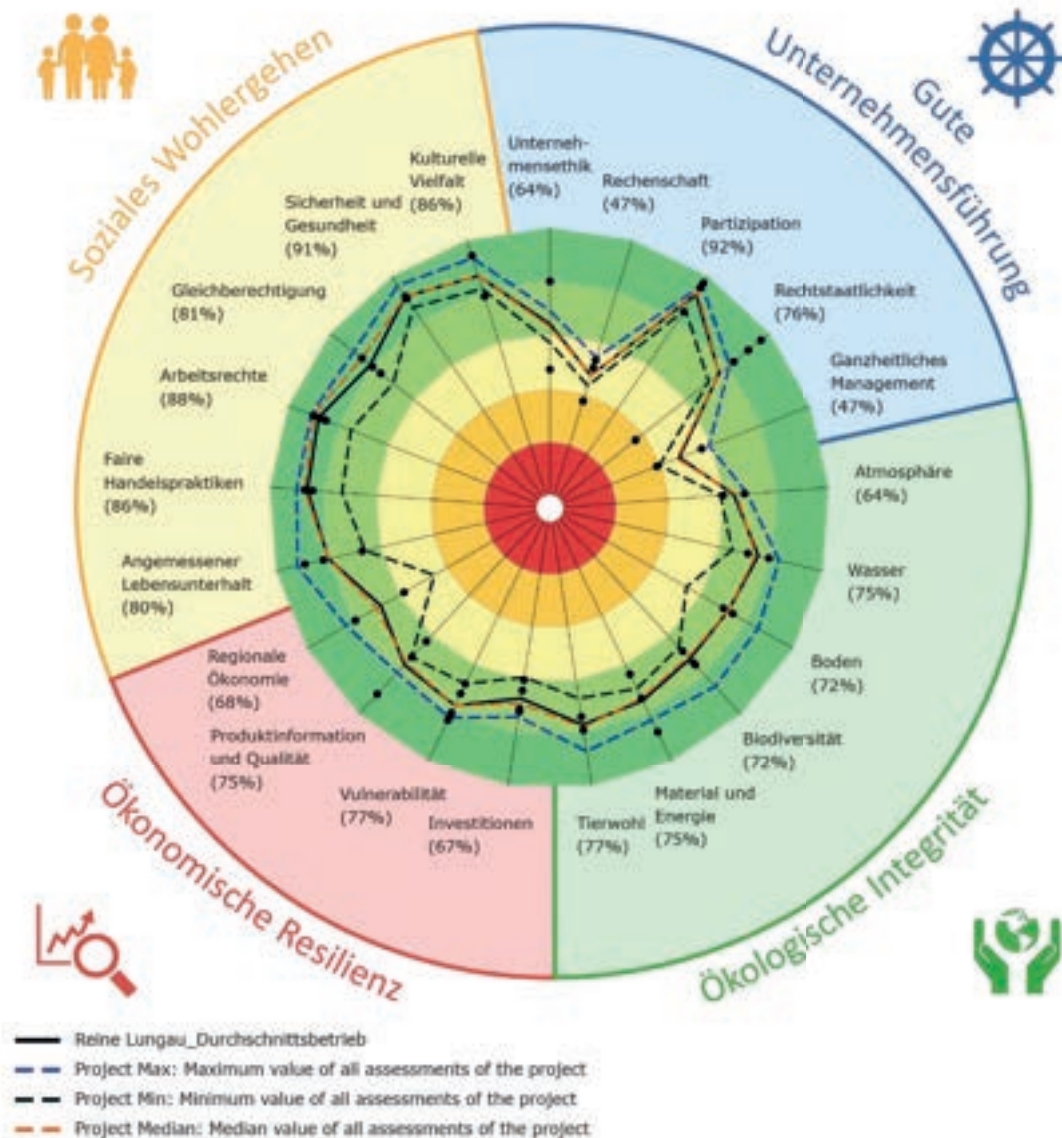 Soziales Wohlergehen
Gute
Unternehmensführung
Unterneh-
mensethik
(64%)
Rechenschaft
(47%)
Partizipation
(92%)
Rechtstaatlichkeit
(76%)
Ganzheitliches
Management
(47%)
Atmosphäre
(64%)
Wasser
(75%)
Boden
(72%)
Biodiversität
(72%)
Material und
Energie
(75%)
Tierwohl
(77%)
Investitionen
(67%)
Vulnerabilität
(77%)
Produktinformation
und Qualität
(75%)
Regionale
Ökonomie
(68%)
Angemessener
Lebensunterhalt
(80%)
Faire
Handelspraktiken
(86%)
Arbeitsrechte
(88%)
Gleichberechtigung
(81%)
Sicherheit und
Gesundheit
(91%)
Kulturelle
Vielfalt
(86%)
Ökonomische Resilienz
Ökologische Integrität
Reine Lungau_Durchschnittsbetrieb
Project Max: Maximum value of all assessments of the project
Project Min: Minimum value of all assessments of the project
Project Median: Median value of all assessments of the project